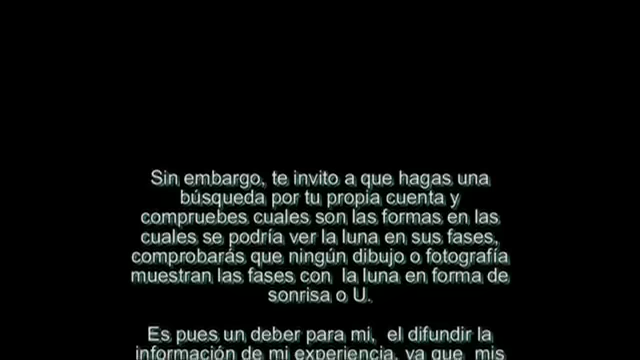 Sin embargo, te invito a que hagas una
búsqueda por tu propia cuenta y
compruebes cuales son las formas en las
cuales se podría ver la luna en sus fases,
comprobarás que ningún dibujo o fotografía
muestran las fases con la luna en forma de
sonrisa o U.
Es pues un deber para mi, el difundir la
información de mi experiencia, ya que mis